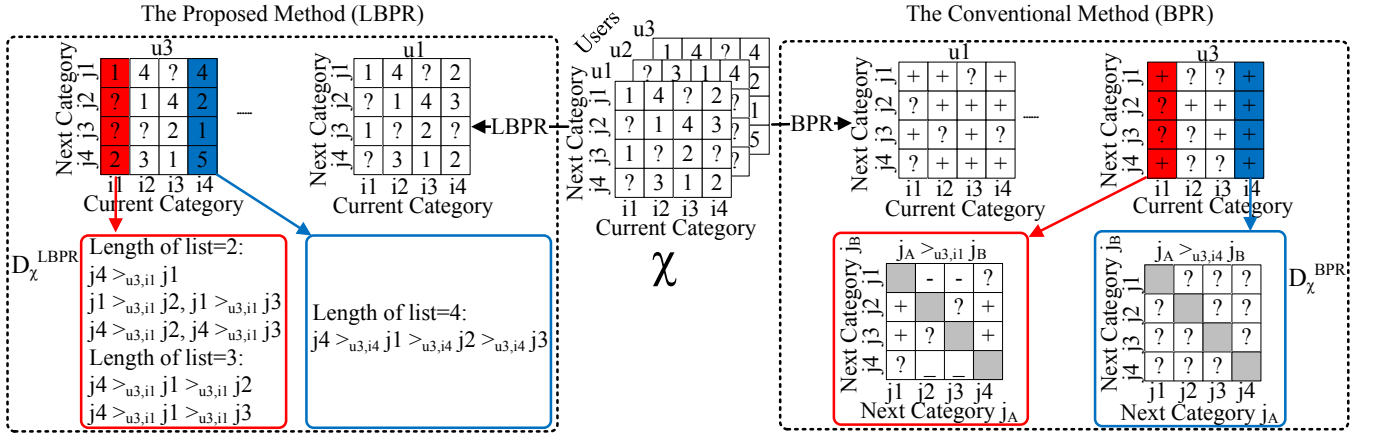 The Proposed Method (LBPR)
u3
Next Category
j1 1 4 ? 4
j2 ? 1 4 2
j3 ? ? 2 1
j4 2 3 1 5
i1 i2 i3 i4
Current Category
......
u1
Next Category
1 4 ? 2
? 1 4 3
1 ? 2 ?
? 3 1 2
i1 i2 i3 i4
Current Category
D_χ^LBPR
Length of list=2:
j4 >_u3,i1 j1
j1 >_u3,i1 j2, j1 >_u3,i1 j3
j4 >_u3,i1 j2, j4 >_u3,i1 j3
Length of list=3:
j4 >_u3,i1 j1 >_u3,i1 j2
j4 >_u3,i1 j1 >_u3,i1 j3
Length of list=4:
j4 >_u3,i4 j1 >_u3,i4 j2 >_u3,i4 j3
LBPR
Users
u3
1 4 ? 4
u2
? 3 1 4
u1
Next Category
j1 1 4 ? 2
j2 ? 1 4 3
j3 1 ? 2 ?
j4 ? 3 1 2
2
1
5
i1 i2 i3 i4
Current Category
χ
BPR
The Conventional Method (BPR)
u1
Next Category
j1 + + ? +
j2 ? + + +
j3 + ? + ?
j4 ? + + +
i1 i2 i3 i4
Current Category
......
u3
Next Category
j1 + ? ? +
j2 ? + + +
j3 ? ? + +
j4 + ? ? +
i1 i2 i3 i4
Current Category
j_A >_u3,i1 j_B
Next Category j_B
j1 - - ?
j2 + ? +
j3 + ? +
j4 ? _ _
j1 j2 j3 j4
Next Category j_A
j_A >_u3,i4 j_B
Next Category j_B
j1 ? ? ?
j2 ? ? ?
j3 ? ? ?
j4 ? ? ?
j1 j2 j3 j4
Next Category j_A
D_χ^BPR